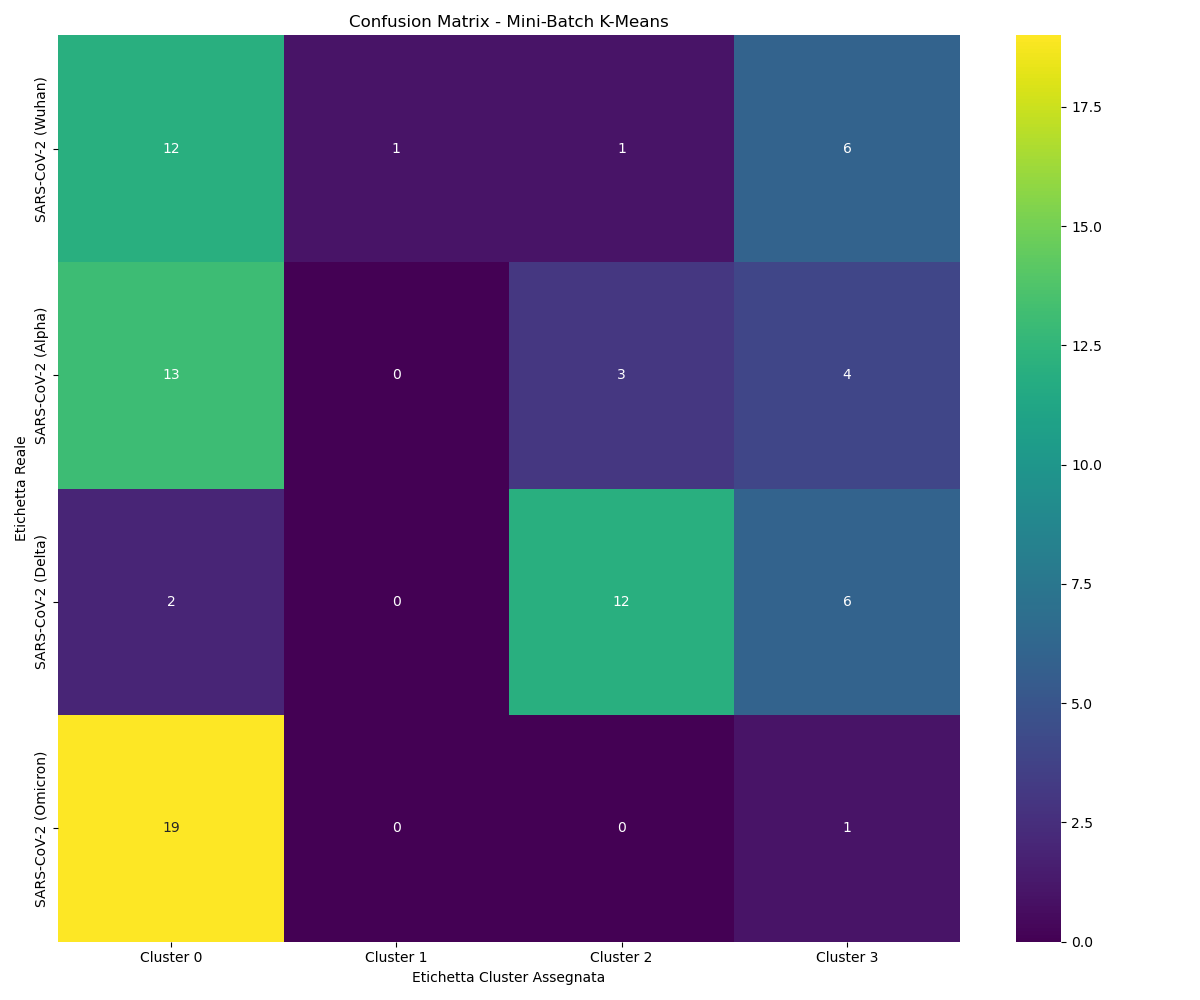 Confusion Matrix - Mini-Batch K-Means
Etichetta Reale
SARS-CoV-2 (Wuhan)
12 1 1 6
SARS-CoV-2 (Alpha)
13 0 3 4
SARS-CoV-2 (Delta)
2 0 12 6
SARS-CoV-2 (Omicron)
19 0 0 1
Cluster 0 Cluster 1 Cluster 2 Cluster 3
Etichetta Cluster Assegnata
17.5
15.0
12.5
10.0
7.5
5.0
2.5
0.0